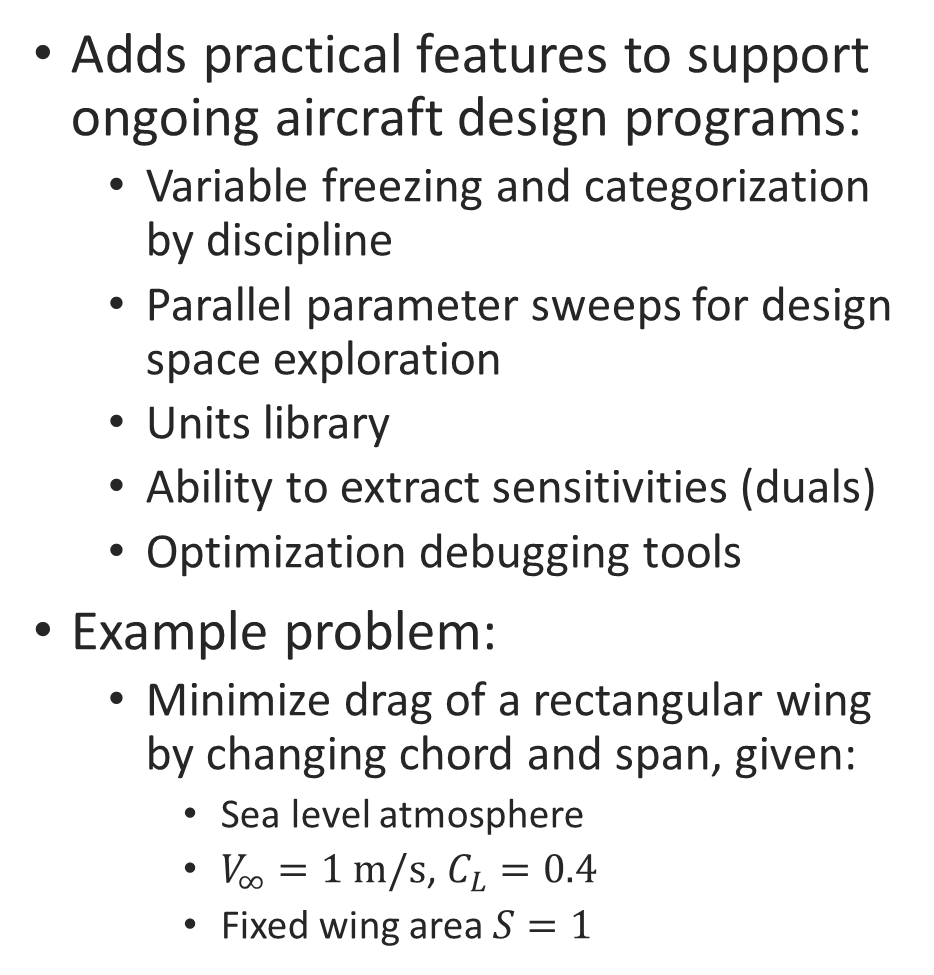 • Adds practical features to support
ongoing aircraft design programs:
• Variable freezing and categorization
by discipline
• Parallel parameter sweeps for design
space exploration
• Units library
• Ability to extract sensitivities (duals)
• Optimization debugging tools
• Example problem:
• Minimize drag of a rectangular wing
by changing chord and span, given:
• Sea level atmosphere
• V∞ = 1 m/s, C_L = 0.4
• Fixed wing area S = 1